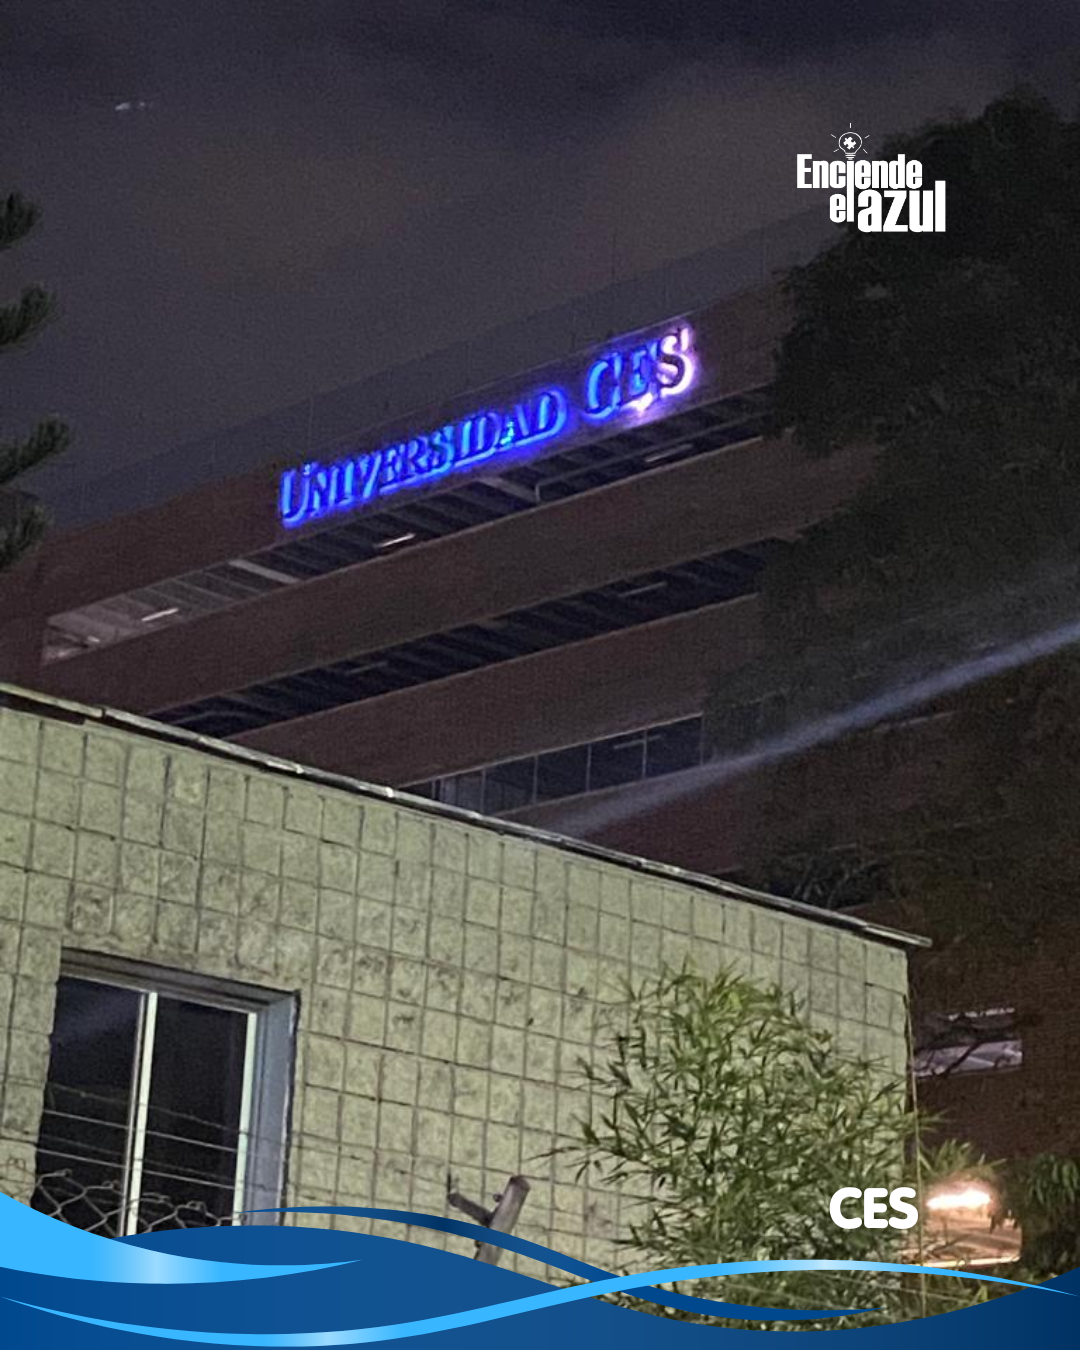 Enciende
el azul
UNIVERSIDAD CES
CES